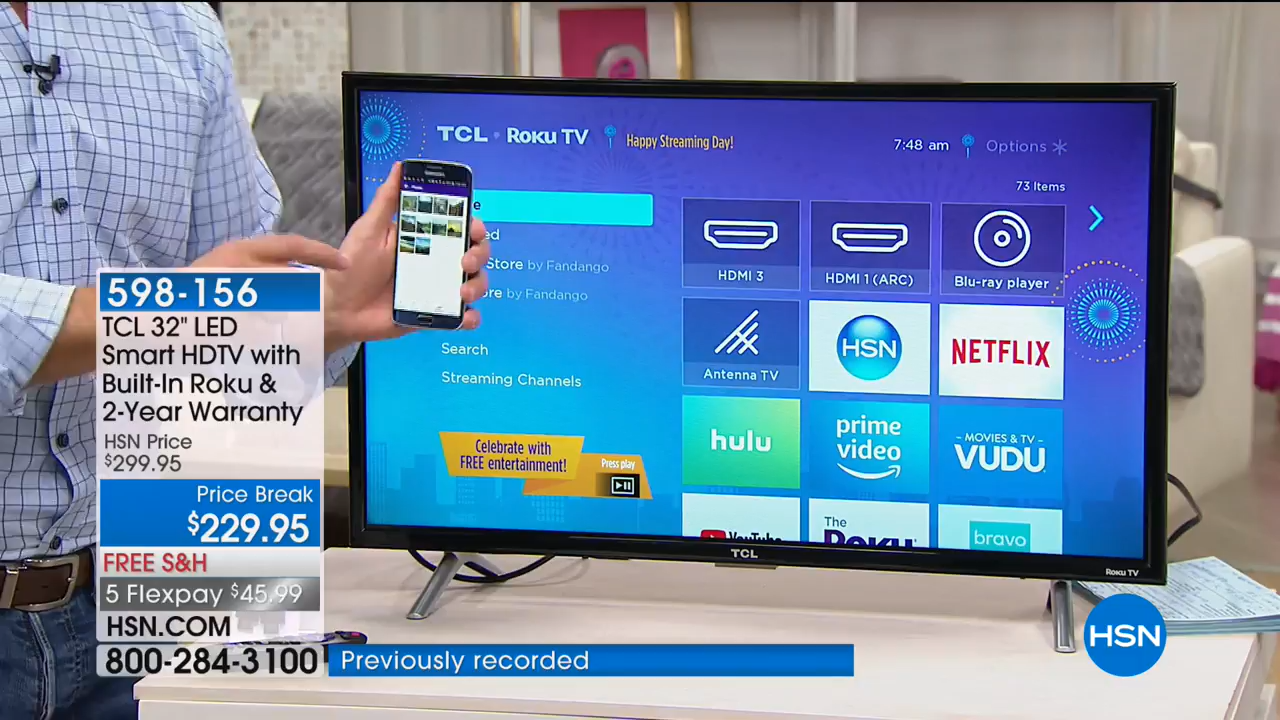 TCL • Roku TV
Happy Streaming Day!
7:48 am
Options
73 Items
Store by Fandango
by Fandango
Search
Streaming Channels
Celebrate with
FREE entertainment!
Press play
HDMI 3
HDMI 1 (ARC)
Blu-ray player
Antenna TV
HSN
NETFLIX
hulu
prime
video
MOVIES & TV
VUDU
YouTube
The
Roku
bravo
TCL
Roku TV
598-156
TCL 32" LED
Smart HDTV with
Built-In Roku &
2-Year Warranty
HSN Price
$299.95
Price Break
$229.95
FREE S&H
5 Flexpay $45.99
HSN.COM
800-284-3100
Previously recorded
HSN